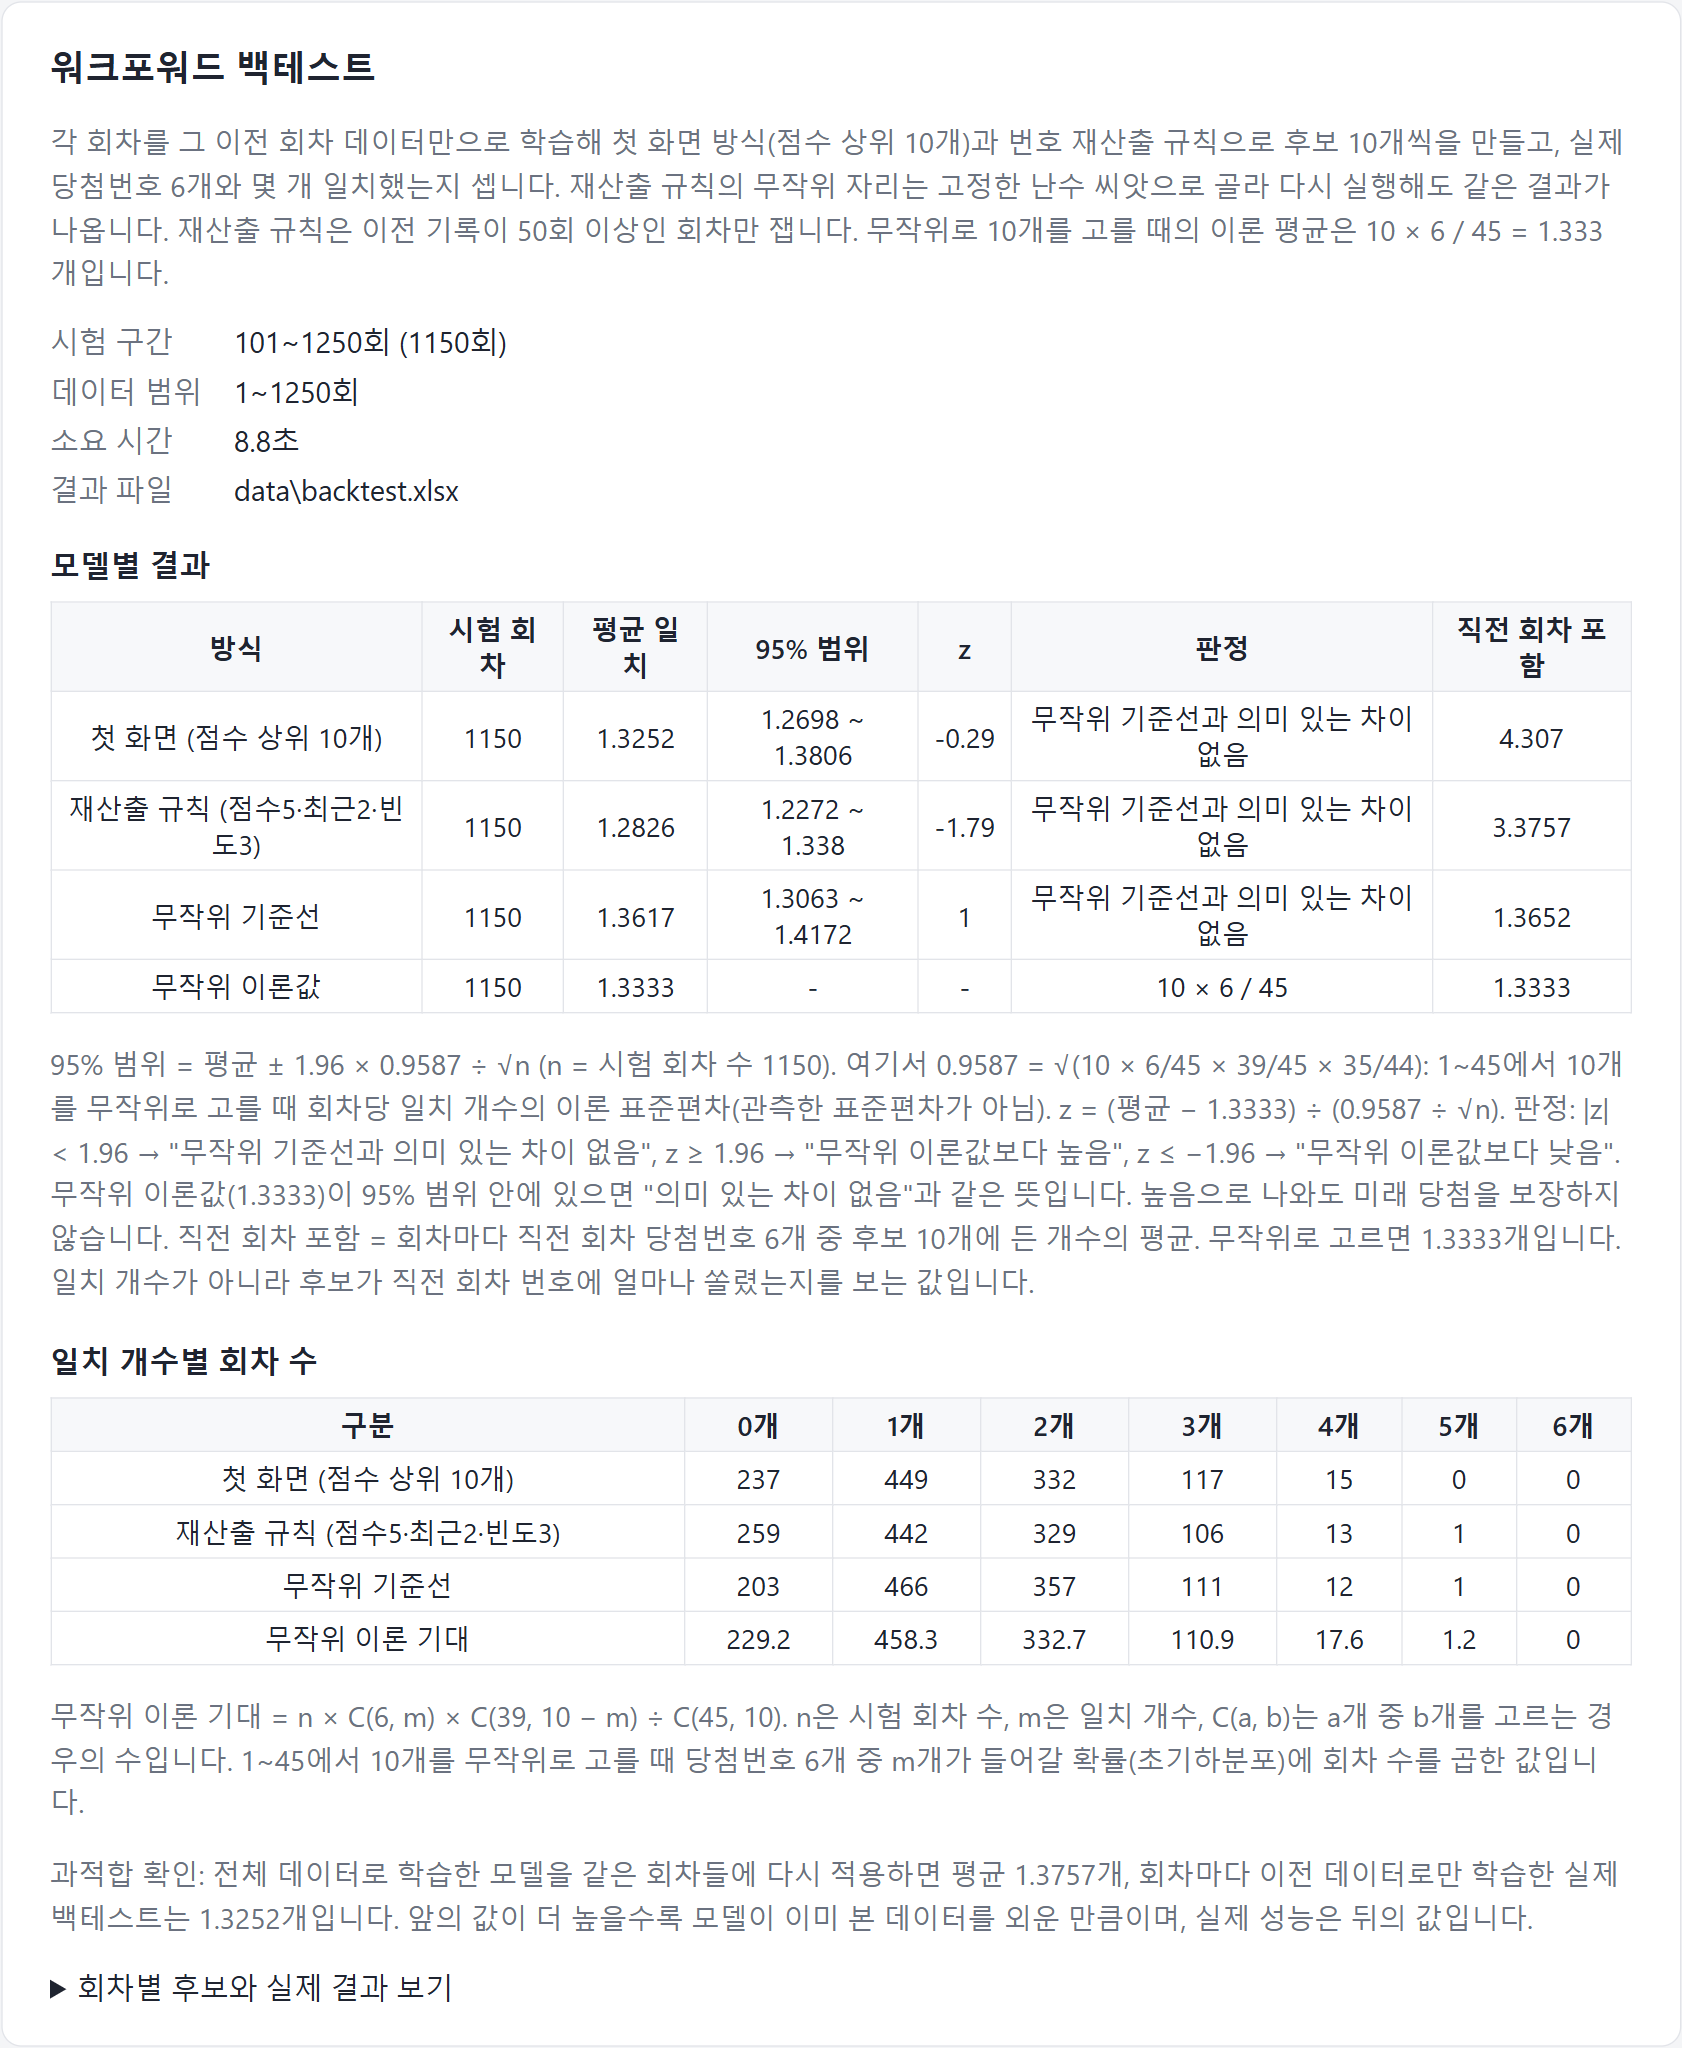 워크포워드 백테스트
각 회차를 그 이전 회차 데이터만으로 학습해 첫 화면 방식(점수 상위 10개)과 번호 재산출 규칙으로 후보 10개씩을 만들고, 실제
당첨번호 6개와 몇 개 일치했는지 셉니다. 재산출 규칙의 무작위 자리는 고정한 난수 씨앗으로 골라 다시 실행해도 같은 결과가
나옵니다. 재산출 규칙은 이전 기록이 50회 이상인 회차만 잽니다. 무작위로 10개를 고를 때의 이론 평균은 10 × 6 / 45 = 1.333
개입니다.
시험 구간 101~1250회 (1150회)
데이터 범위 1~1250회
소요 시간 8.8초
결과 파일 data\backtest.xlsx
모델별 결과
방식 시험 회차 평균 일치 95% 범위 z 판정 직전 회차 포함
첫 화면 (점수 상위 10개) 1150 1.3252 1.2698 ~ 1.3806 -0.29 무작위 기준선과 의미 있는 차이 없음 4.307
재산출 규칙 (점수5·최근2·빈도3) 1150 1.2826 1.2272 ~ 1.338 -1.79 무작위 기준선과 의미 있는 차이 없음 3.3757
무작위 기준선 1150 1.3617 1.3063 ~ 1.4172 1 무작위 기준선과 의미 있는 차이 없음 1.3652
무작위 이론값 1150 1.3333 - - 10 × 6 / 45 1.3333
95% 범위 = 평균 ± 1.96 × 0.9587 ÷ √n (n = 시험 회차 수 1150). 여기서 0.9587 = √(10 × 6/45 × 39/45 × 35/44): 1~45에서 10개
를 무작위로 고를 때 회차당 일치 개수의 이론 표준편차(관측한 표준편차가 아님). z = (평균 − 1.3333) ÷ (0.9587 ÷ √n). 판정: |z|
< 1.96 → "무작위 기준선과 의미 있는 차이 없음", z ≥ 1.96 → "무작위 이론값보다 높음", z ≤ −1.96 → "무작위 이론값보다 낮음".
무작위 이론값(1.3333)이 95% 범위 안에 있으면 "의미 있는 차이 없음"과 같은 뜻입니다. 높음으로 나와도 미래 당첨을 보장하지
않습니다. 직전 회차 포함 = 회차마다 직전 회차 당첨번호 6개 중 후보 10개에 든 개수의 평균. 무작위로 고르면 1.3333개입니다.
일치 개수가 아니라 후보가 직전 회차 번호에 얼마나 쏠렸는지를 보는 값입니다.
일치 개수별 회차 수
구분 0개 1개 2개 3개 4개 5개 6개
첫 화면 (점수 상위 10개) 237 449 332 117 15 0 0
재산출 규칙 (점수5·최근2·빈도3) 259 442 329 106 13 1 0
무작위 기준선 203 466 357 111 12 1 0
무작위 이론 기대 229.2 458.3 332.7 110.9 17.6 1.2 0
무작위 이론 기대 = n × C(6, m) × C(39, 10 − m) ÷ C(45, 10). n은 시험 회차 수, m은 일치 개수, C(a, b)는 a개 중 b개를 고르는 경
우의 수입니다. 1~45에서 10개를 무작위로 고를 때 당첨번호 6개 중 m개가 들어갈 확률(초기하분포)에 회차 수를 곱한 값입니
다.
과적합 확인: 전체 데이터로 학습한 모델을 같은 회차들에 다시 적용하면 평균 1.3757개, 회차마다 이전 데이터로만 학습한 실제
백테스트는 1.3252개입니다. 앞의 값이 더 높을수록 모델이 이미 본 데이터를 외운 만큼이며, 실제 성능은 뒤의 값입니다.
▶ 회차별 후보와 실제 결과 보기